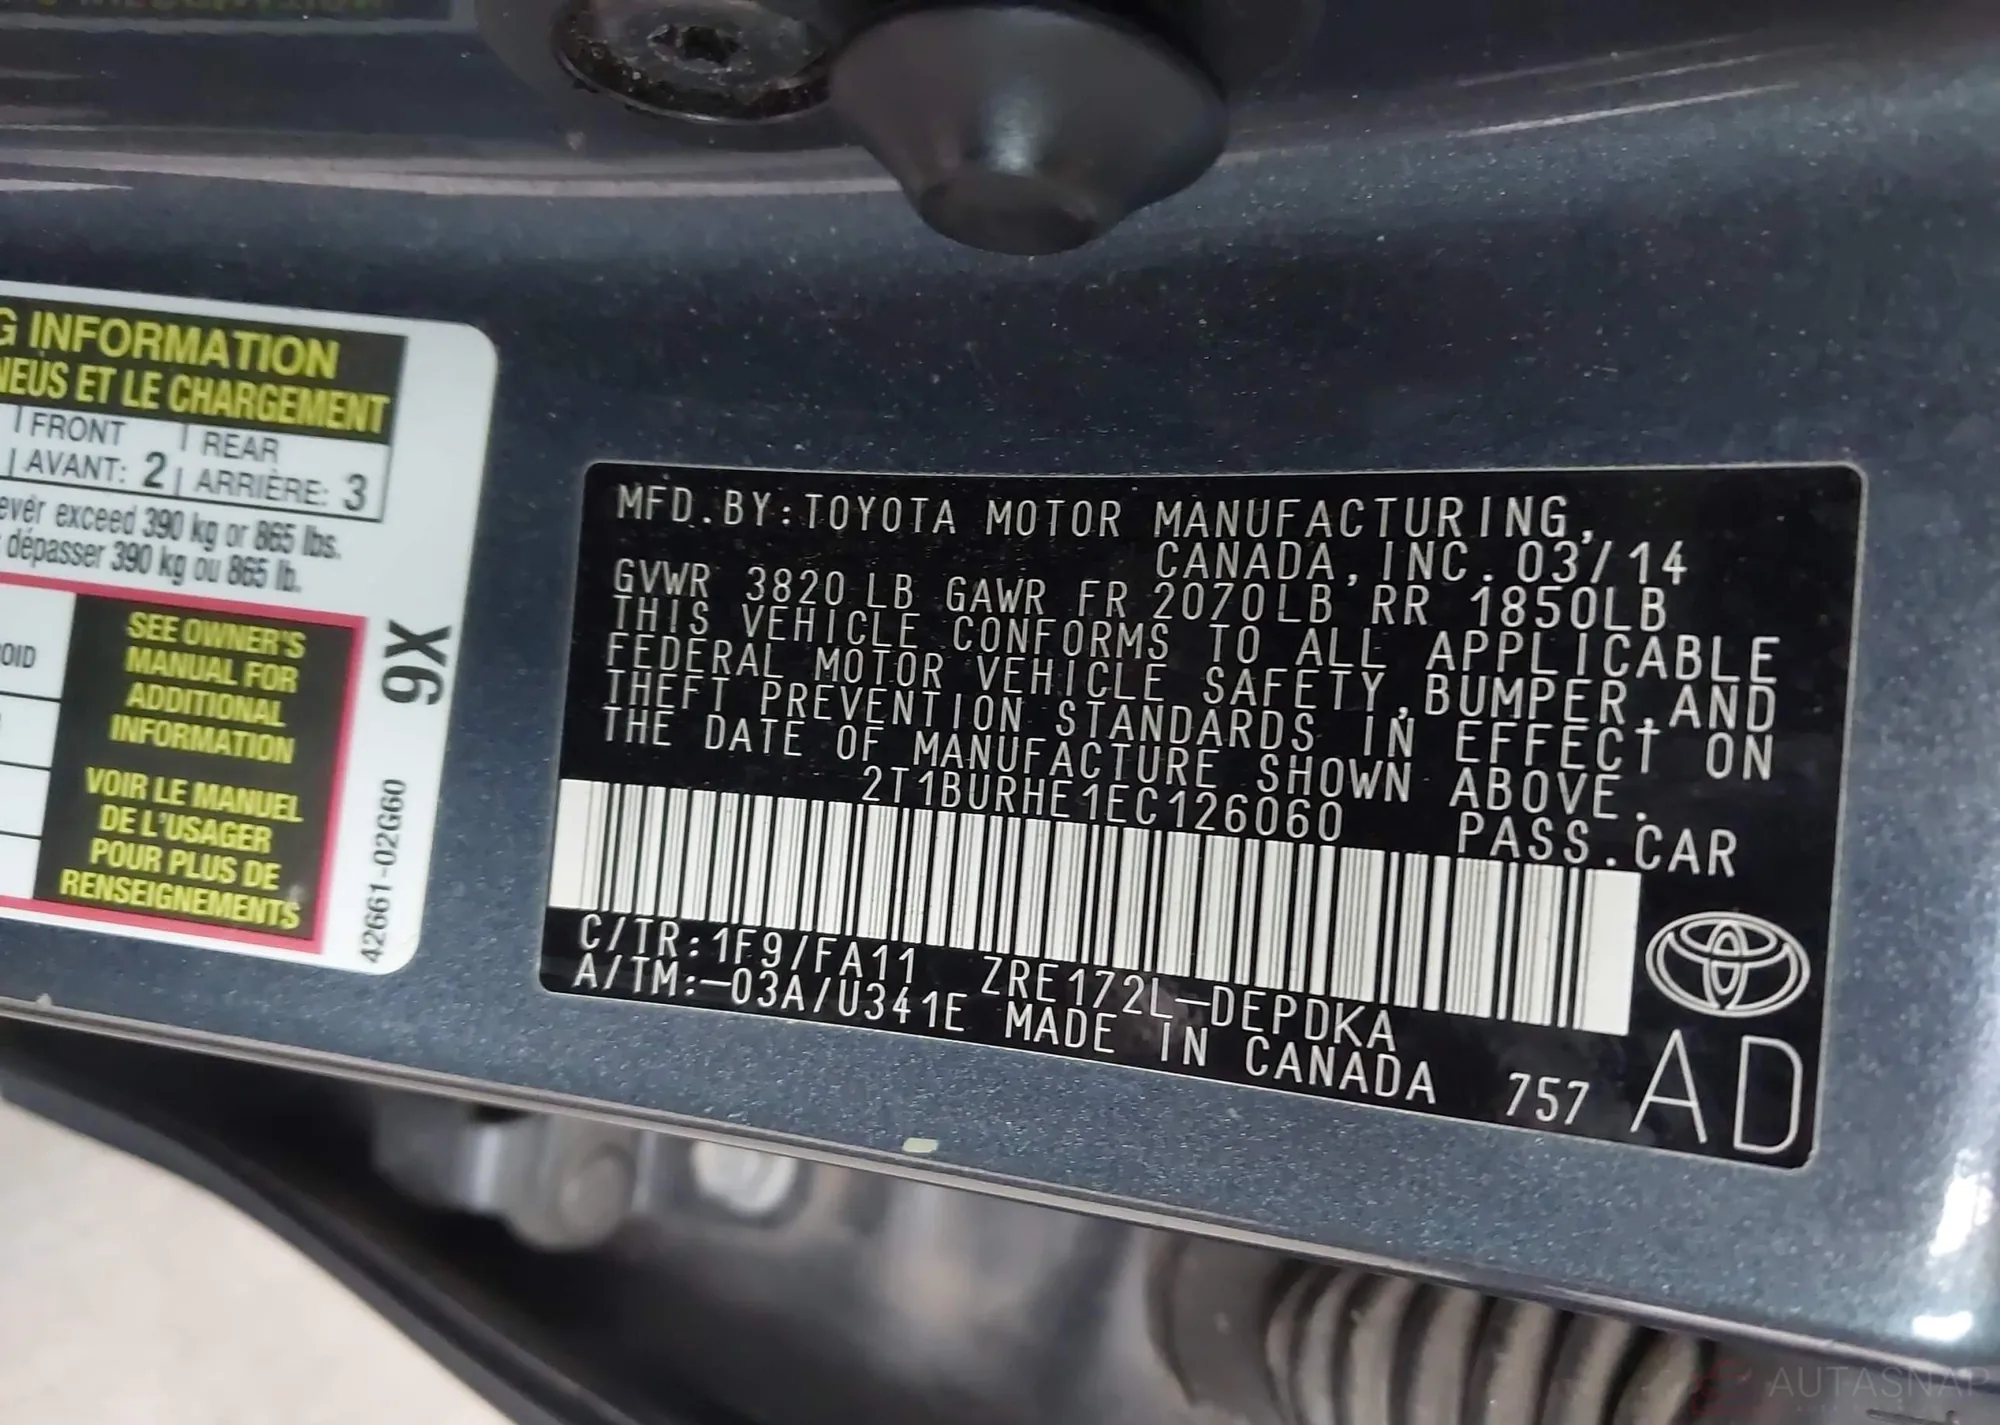 G INFORMATION
NEUS ET LE CHARGEMENT
FRONT REAR
AVANT: 2 ARRIÈRE: 3
ever exceed 390 kg or 865 lbs.
dépasser 390 kg ou 865 lb.
OID
SEE OWNER'S
MANUAL FOR
ADDITIONAL
INFORMATION
VOIR LE MANUEL
DE L'USAGER
POUR PLUS DE
RENSEIGNEMENTS
9X
42661-02G60
MFD.BY:TOYOTA MOTOR MANUFACTURING,
CANADA,INC. 03/14
GVWR 3820 LB GAWR FR 2070LB RR 1850LB
THIS VEHICLE CONFORMS TO ALL APPLICABLE
FEDERAL MOTOR VEHICLE SAFETY,BUMPER,AND
THEFT PREVENTION STANDARDS IN EFFECT ON
THE DATE OF MANUFACTURE SHOWN ABOVE.
2T1BURHE1EC126060 PASS.CAR
C/TR:1F9/FA11 ZRE172L-DEPDKA
A/TM:-03A/U341E MADE IN CANADA 757 AD
AUTASNAP